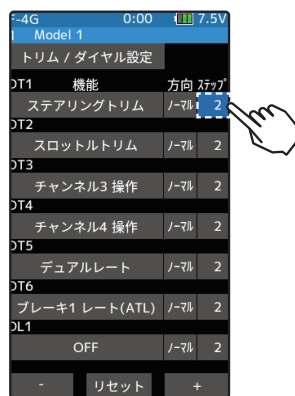 F-4G 0:00 7.5V
1 Model 1
トリム / ダイヤル設定
DT1 機能 方向 ｽﾃｯﾌﾟ
ステアリングトリム ﾉｰﾏﾙ 2
DT2
スロットルトリム ﾉｰﾏﾙ 2
DT3
チャンネル3 操作 ﾉｰﾏﾙ 2
DT4
チャンネル4 操作 ﾉｰﾏﾙ 2
DT5
デュアルレート ﾉｰﾏﾙ 2
DT6
ブレーキ1 レート(ATL) ﾉｰﾏﾙ 2
DL1
OFF ﾉｰﾏﾙ 2
- リセット +